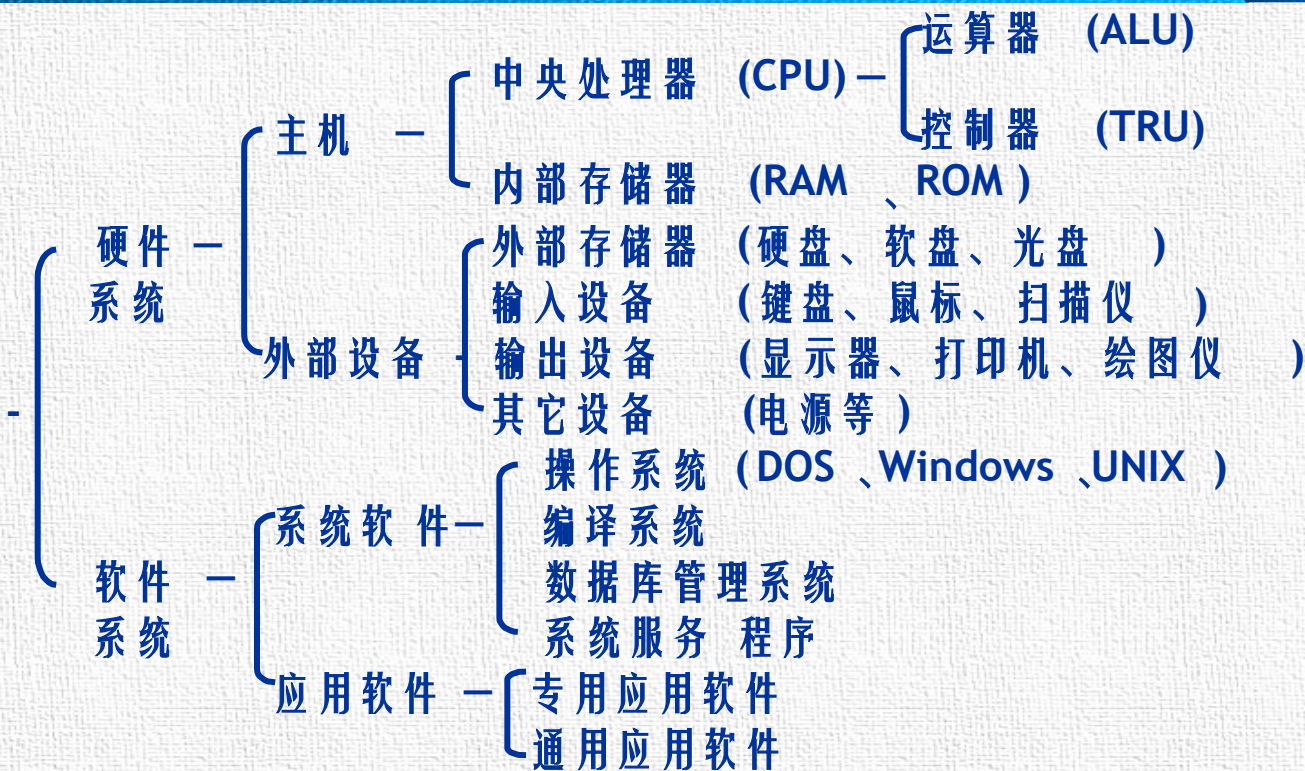 运算器 (ALU)
中央处理器 (CPU) —
控制器 (TRU)
主机 —
内部存储器 (RAM 、ROM )
硬件 —
系统
外部存储器 (硬盘、软盘、光盘 )
输入设备 (键盘、鼠标、扫描仪 )
外部设备 - 输出设备 (显示器、打印机、绘图仪 )
-
其它设备 (电源等 )
操作系统 ( DOS 、Windows 、UNIX )
系统软 件—
编译系统
软件 —
系统
数据库管理系统
系统服务 程序
应用软件 — 专用应用软件
通用应用软件